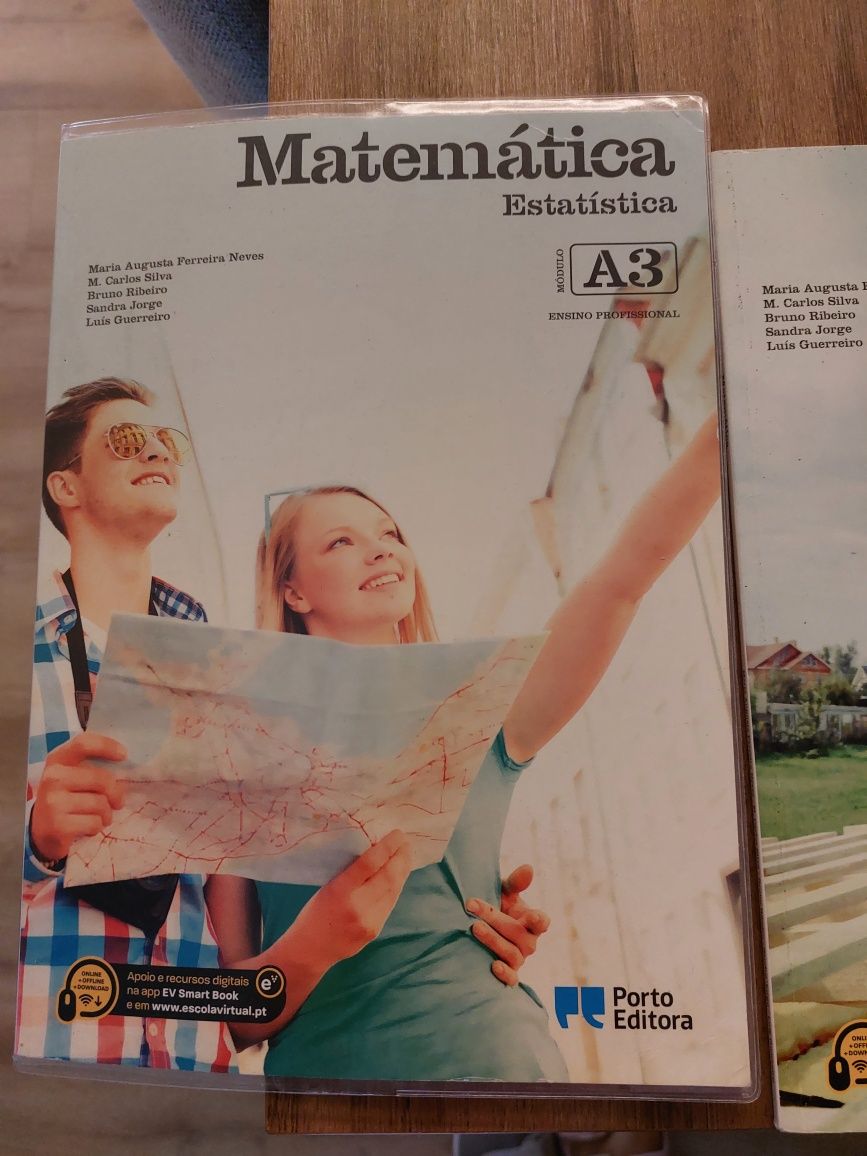 Matemática
Estatística
MÓDULO
A3
ENSINO PROFISSIONAL
Maria Augusta Ferreira Neves
M. Carlos Silva
Bruno Ribeiro
Sandra Jorge
Luís Guerreiro
ONLINE
+OFFLINE
+DOWNLOAD
Apoio e recursos digitais
na app EV Smart Book
e em www.escolavirtual.pt
e
Porto
Editora
Maria Augusta
M. Carlos Silva
Bruno Ribeiro
Sandra Jorge
Luís Guerreiro